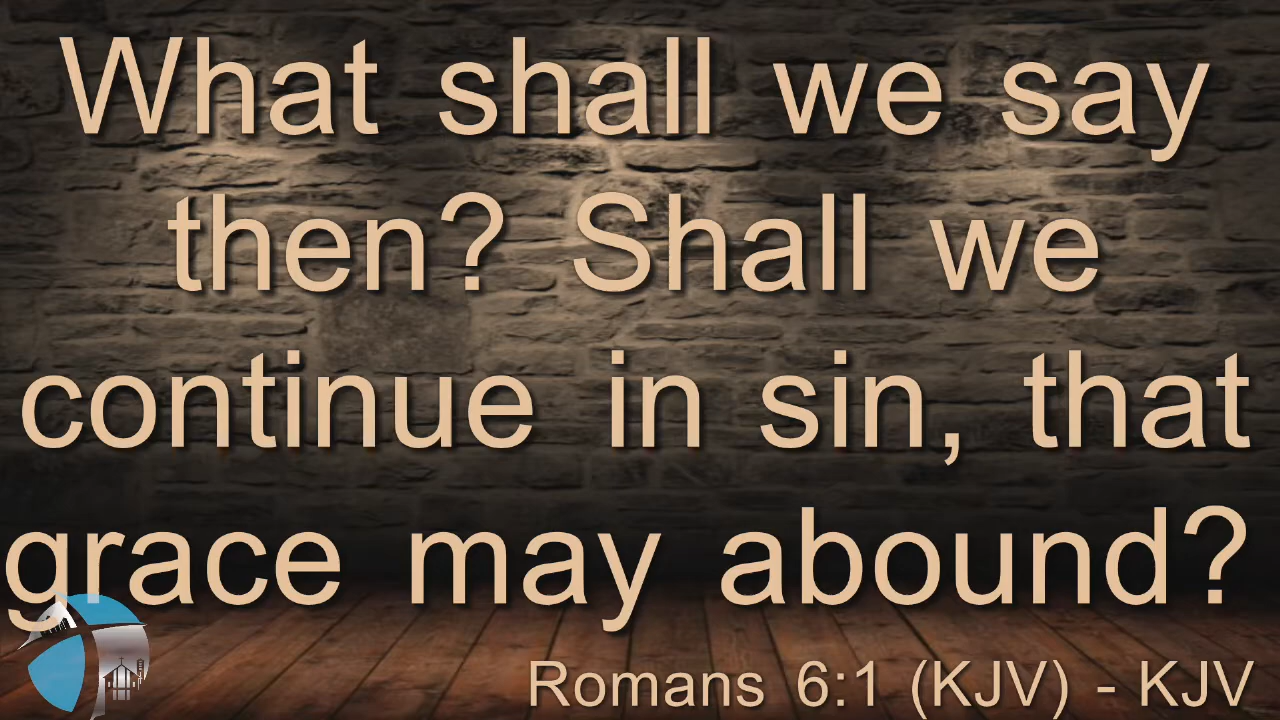 What shall we say
then? Shall we
continue in sin, that
grace may abound?
Romans 6:1 (KJV) - KJV